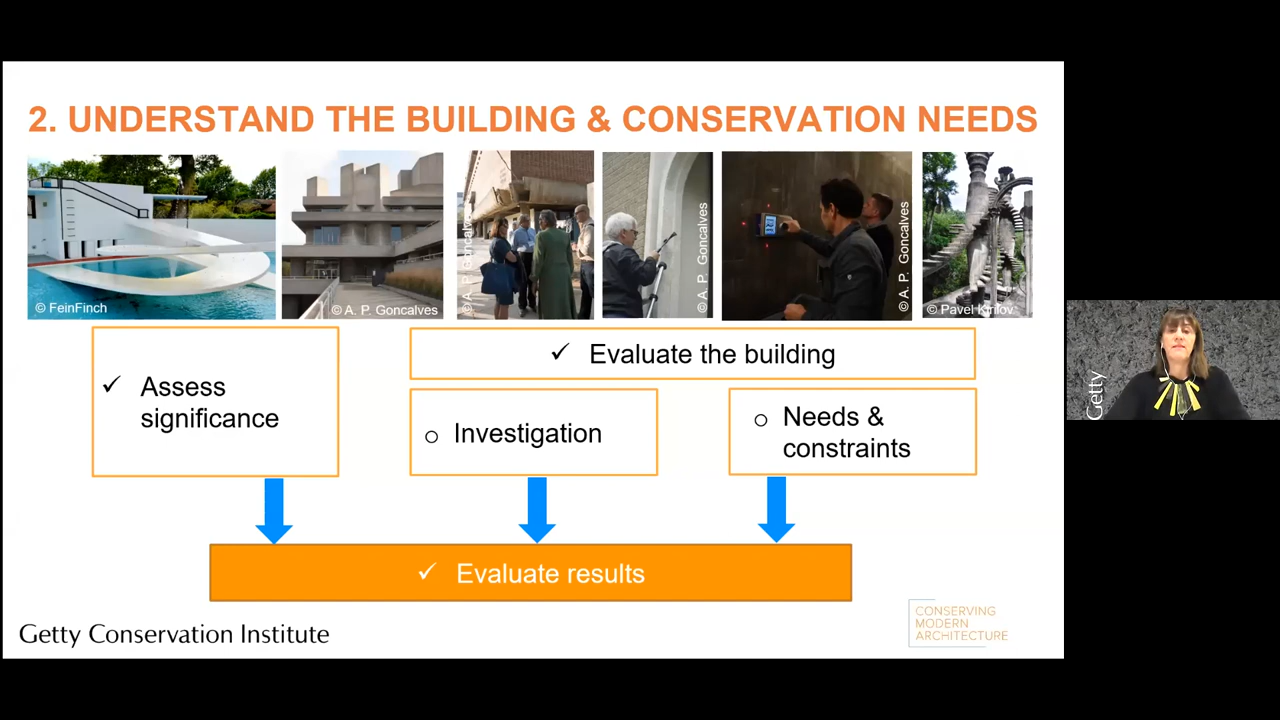 2. UNDERSTAND THE BUILDING & CONSERVATION NEEDS
© FeinFinch
© A. P. Goncalves
© A. P. Goncalves
© A. P. Goncalves
© A. P. Goncalves
© Pavel Kirilov
✓ Assess
significance
✓ Evaluate the building
o Investigation
o Needs &
constraints
✓ Evaluate results
Getty Conservation Institute
CONSERVING
MODERN
ARCHITECTURE
Getty